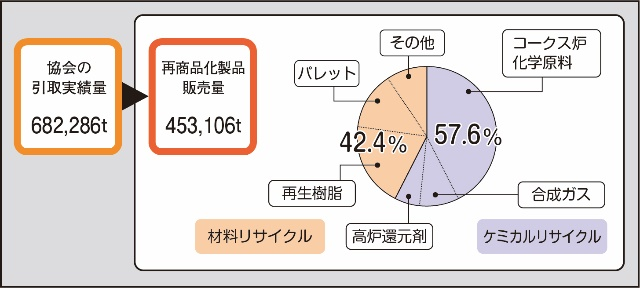 協会の
引取実績量
682,286t
再商品化製品
販売量
453,106t
その他
パレット
42.4%
再生樹脂
材料リサイクル
コークス炉
化学原料
57.6%
合成ガス
高炉還元剤
ケミカルリサイクル